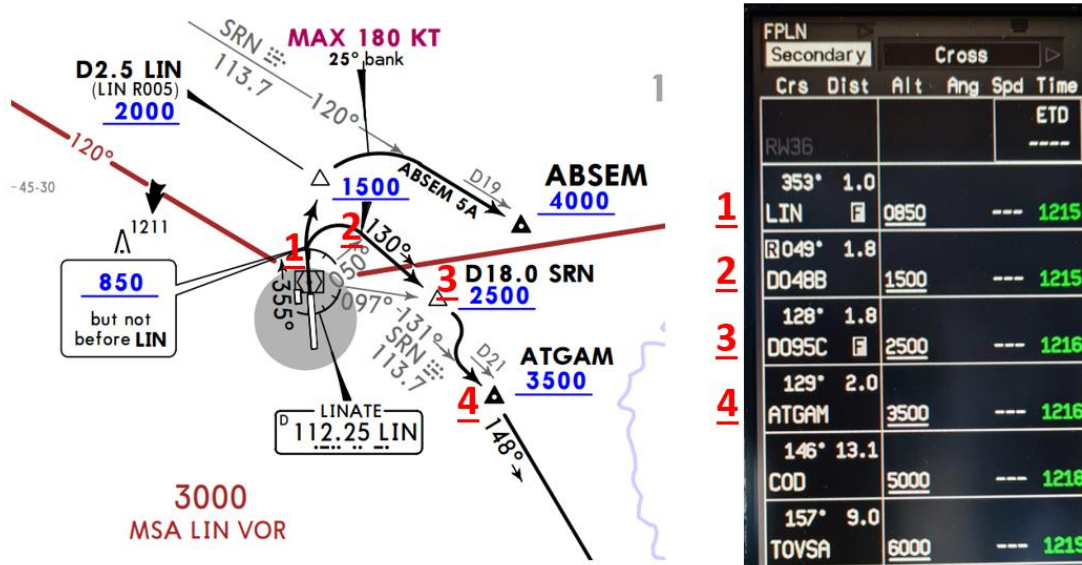 SRN
113.7
MAX 180 KT
25° bank
D2.5 LIN
(LIN R005)
2000
120°
120°
ABSEM 5A
D19
ABSEM
4000
1
-45-30
1211
1500
1
2
130°
850
but not
before LIN
355°
050°
097°
3
D18.0 SRN
2500
131°
SRN
113.7
D21
ATGAM
3500
4
LINATE
D 112.25 LIN
148°
3000
MSA LIN VOR
FPLN
Secondary Cross
Crs Dist Alt Ang Spd Time
ETD
RW36 ----
353° 1.0
1 LIN F 0850 --- 1215
R 049° 1.8
2 D048B 1500 --- 1215
128° 1.8
3 D095C F 2500 --- 1216
129° 2.0
4 ATGAM 3500 --- 1216
146° 13.1
COD 5000 --- 1218
157° 9.0
TOVSA 6000 --- 1219